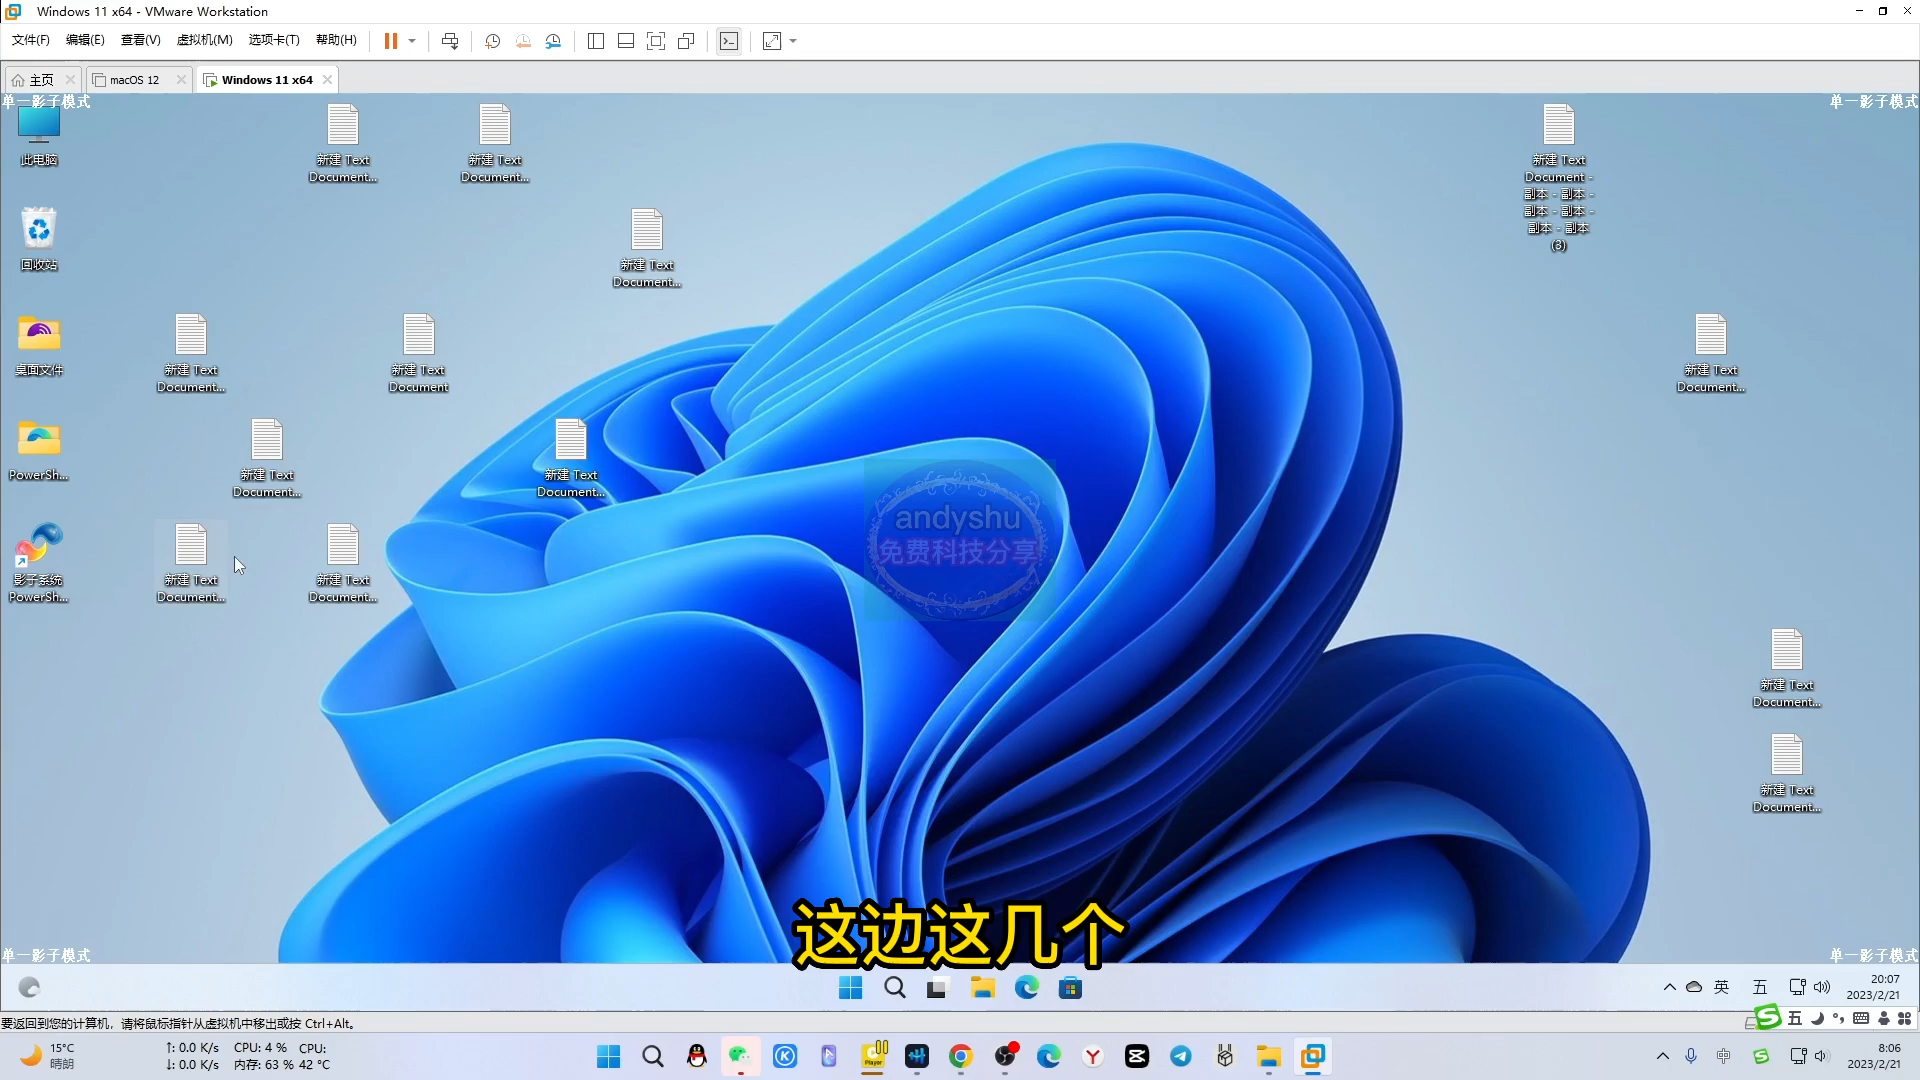 Windows 11 x64 - VMware Workstation
文件(F) 编辑(E) 查看(V) 虚拟机(M) 选项卡(T) 帮助(H)
主页 macOS 12 Windows 11 x64
单一影子模式
单一影子模式
此电脑
新建 Text
Document...
新建 Text
Document...
新建 Text
Document -
副本 - 副本 -
副本 - 副本 -
副本 - 副本
(3)
回收站
新建 Text
Document...
桌面文件
新建 Text
Document...
新建 Text
Document
新建 Text
Document...
PowerSh...
新建 Text
Document...
新建 Text
Document...
andyshu
免费科技分享
影子系统
PowerSh...
新建 Text
Document...
新建 Text
Document...
新建 Text
Document...
新建 Text
Document...
这边这几个
单一影子模式
单一影子模式
英 五
20:07
2023/2/21
要返回到您的计算机，请将鼠标指针从虚拟机中移出或按 Ctrl+Alt。
五
15°C
晴朗
↑: 0.0 K/s CPU: 4 % CPU:
↓: 0.0 K/s 内存: 63 % 42 °C
Player
中
8:06
2023/2/21